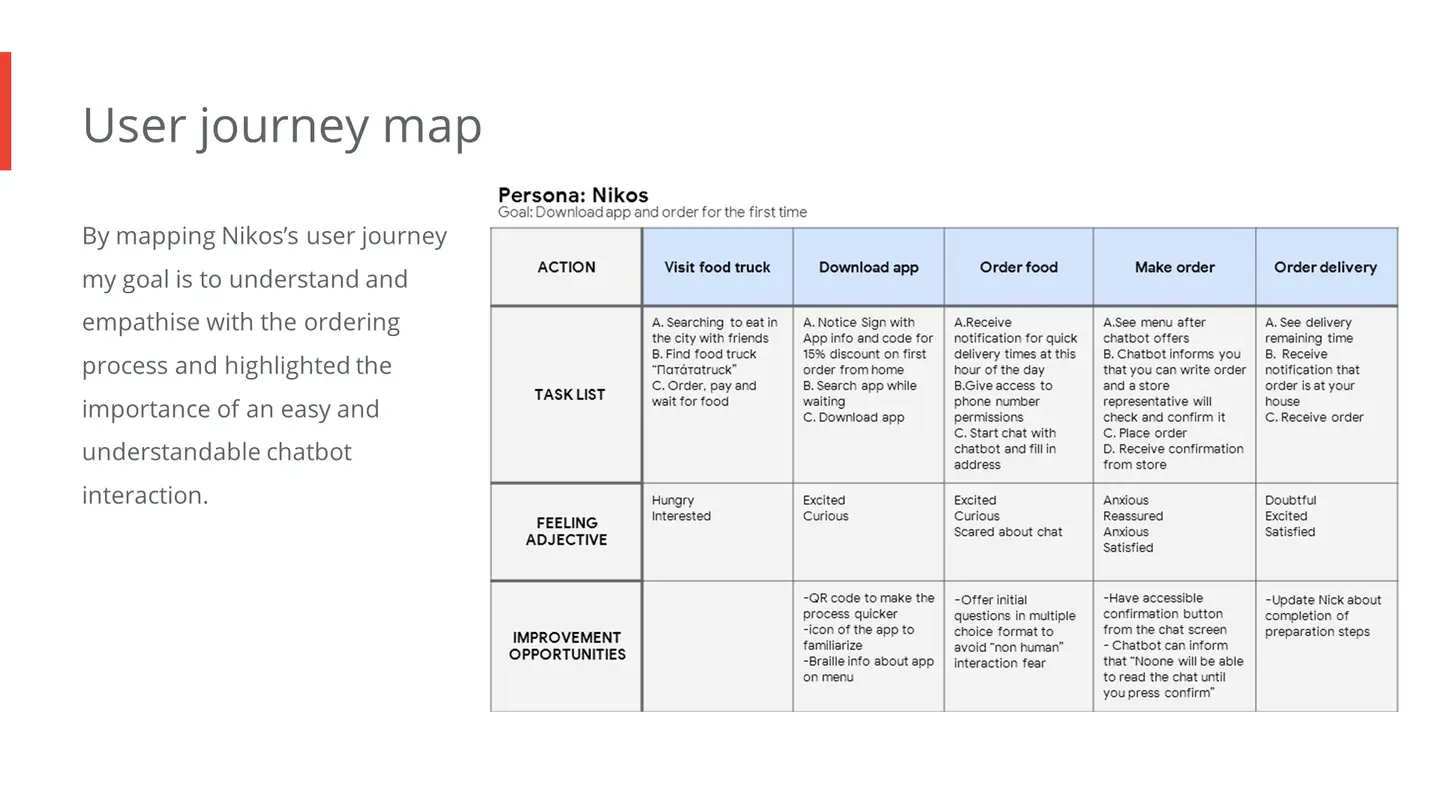 User journey map
By mapping Nikos’s user journey
my goal is to understand and
empathise with the ordering
process and highlighted the
importance of an easy and
understandable chatbot
interaction.
Persona: Nikos
Goal: Download app and order for the first time
ACTION
Visit food truck
Download app
Order food
Make order
Order delivery
TASK LIST
A. Searching to eat in
the city with friends
B. Find food truck
“Πατάταtruck”
C. Order, pay and
wait for food
A. Notice Sign with
App info and code for
15% discount on first
order from home
B. Search app while
waiting
C. Download app
A.Receive
notification for quick
delivery times at this
hour of the day
B.Give access to
phone number
permissions
C. Start chat with
chatbot and fill in
address
A.See menu after
chatbot offers
B. Chatbot informs you
that you can write order
and a store
representative will
check and confirm it
C. Place order
D. Receive confirmation
from store
A. See delivery
remaining time
B. Receive
notification that
order is at your
house
C. Receive order
FEELING
ADJECTIVE
Hungry
Interested
Excited
Curious
Excited
Curious
Scared about chat
Anxious
Reassured
Anxious
Satisfied
Doubtful
Excited
Satisfied
IMPROVEMENT
OPPORTUNITIES
-QR code to make the
process quicker
-icon of the app to
familiarize
-Braille info about app
on menu
-Offer initial
questions in multiple
choice format to
avoid “non human”
interaction fear
-Have accessible
confirmation button
from the chat screen
- Chatbot can inform
that “Noone will be able
to read the chat until
you press confirm”
-Update Nick about
completion of
preparation steps